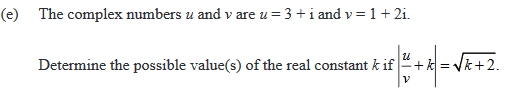 (e) The complex numbers u and v are u = 3 + i and v = 1 + 2i.
Determine the possible value(s) of the real constant k if |u/v + k| = √(k + 2).